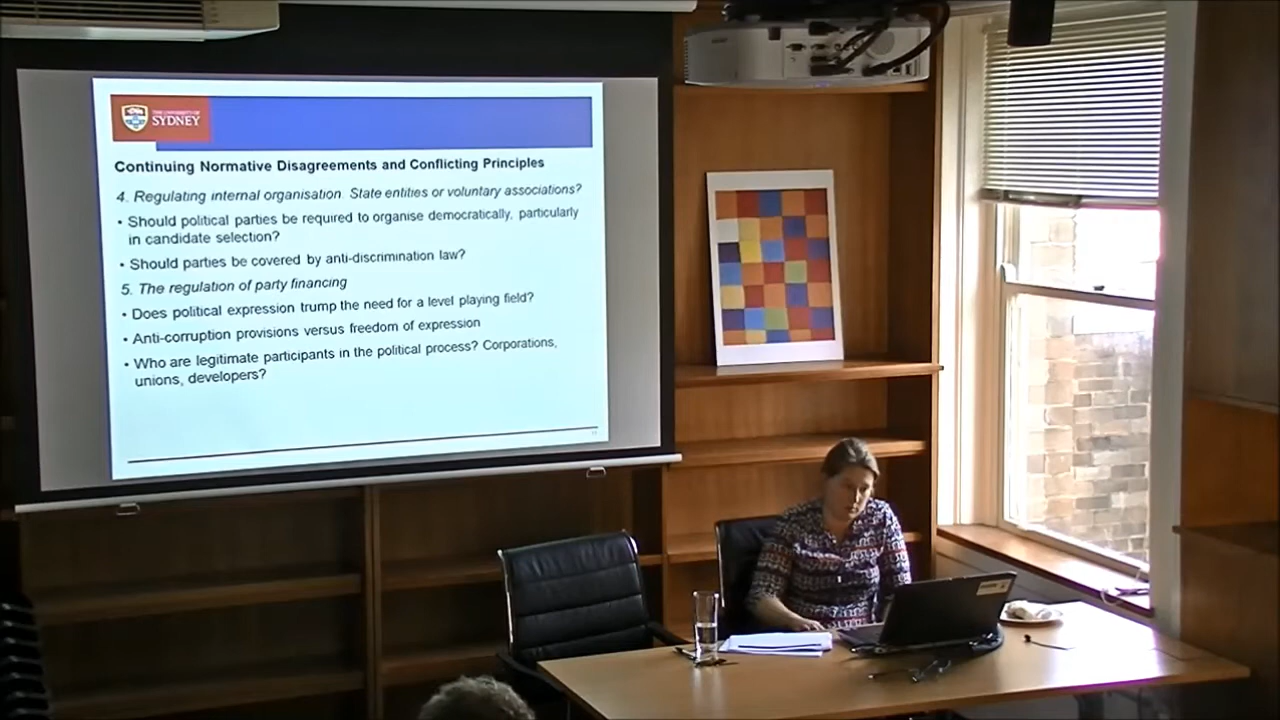 THE UNIVERSITY OF
SYDNEY
Continuing Normative Disagreements and Conflicting Principles
4. Regulating internal organisation. State entities or voluntary associations?
• Should political parties be required to organise democratically, particularly
in candidate selection?
• Should parties be covered by anti-discrimination law?
5. The regulation of party financing
• Does political expression trump the need for a level playing field?
• Anti-corruption provisions versus freedom of expression
• Who are legitimate participants in the political process? Corporations,
unions, developers?